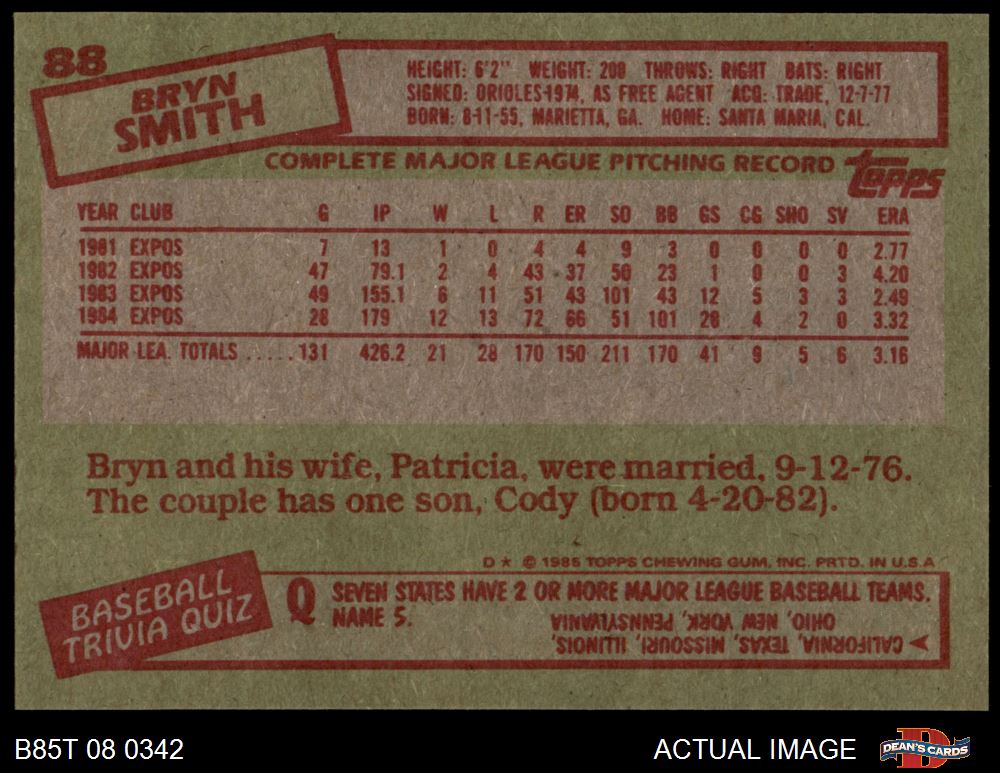 88
BRYN
SMITH
HEIGHT: 6'2" WEIGHT: 200 THROWS: RIGHT BATS: RIGHT
SIGNED: ORIOLES-1974, AS FREE AGENT ACQ: TRADE, 12-7-77
BORN: 8-11-55, MARIETTA, GA. HOME: SANTA MARIA, CAL.
COMPLETE MAJOR LEAGUE PITCHING RECORD
topps
YEAR CLUB G IP W L R ER SO BB GS CG SHO SV ERA
1981 EXPOS 7 13 1 0 4 4 9 3 0 0 0 0 2.77
1982 EXPOS 47 79.1 2 4 43 37 50 23 1 0 0 3 4.20
1983 EXPOS 49 155.1 6 11 51 43 101 43 12 5 3 3 2.49
1984 EXPOS 28 179 12 13 72 66 51 101 28 4 2 0 3.32
MAJOR LEA. TOTALS ..... 131 426.2 21 28 170 150 211 170 41 9 5 6 3.16
Bryn and his wife, Patricia, were married, 9-12-76.
The couple has one son, Cody (born 4-20-82).
D * © 1985 TOPPS CHEWING GUM, INC. PRTD. IN U.S.A
BASEBALL
TRIVIA QUIZ
Q SEVEN STATES HAVE 2 OR MORE MAJOR LEAGUE BASEBALL TEAMS.
NAME 5.
CALIFORNIA, TEXAS, MISSOURI, ILLINOIS,
OHIO, NEW YORK, PENNSYLVANIA
B85T 08 0342
ACTUAL IMAGE
D
DEAN'S CARDS